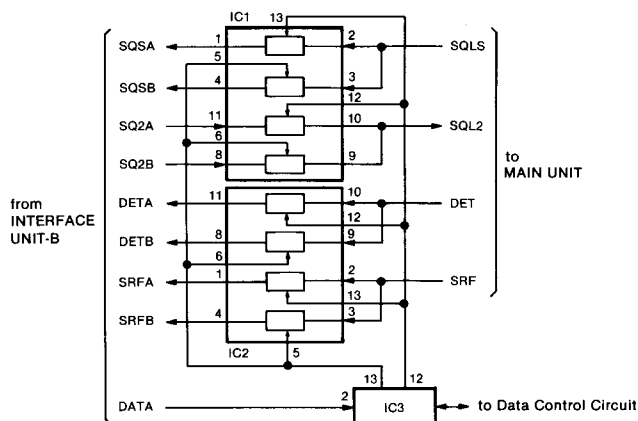 IC1 13
SQSA 1 2 SQLS
5
SQSB 4 3
12
SQ2A 11 10 SQL2
6
SQ2B 8 9
to
MAIN UNIT
from
INTERFACE
UNIT-B
DETA 11 10 DET
12
DETB 8 9
6
SRFA 1 2 SRF
13
SRFB 4 3
IC2 5
13 12
DATA 2 IC3 to Data Control Circuit